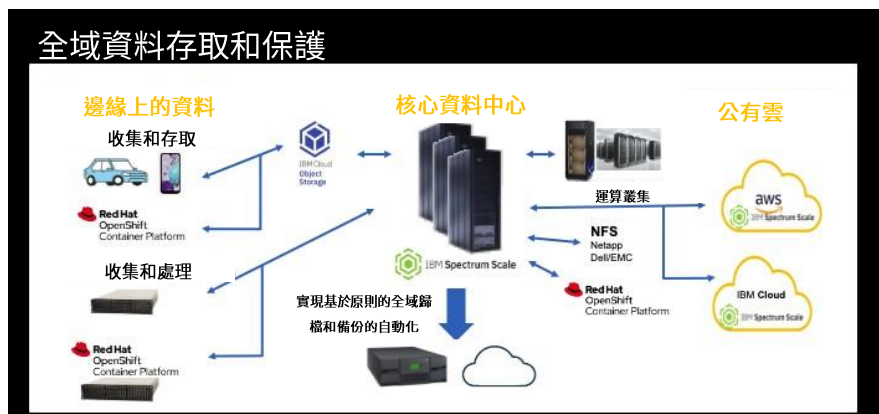 全域資料存取和保護
邊緣上的資料
收集和存取
Red Hat
OpenShift
Container Platform
收集和處理
Red Hat
OpenShift
Container Platform
IBM Cloud
Object
Storage
核心資料中心
IBM Spectrum Scale
實現基於原則的全域歸
檔和備份的自動化
運算叢集
NFS
Netapp
Dell/EMC
Red Hat
OpenShift
Container Platform
公有雲
aws
IBM Spectrum Scale
IBM Cloud
IBM Spectrum Scale